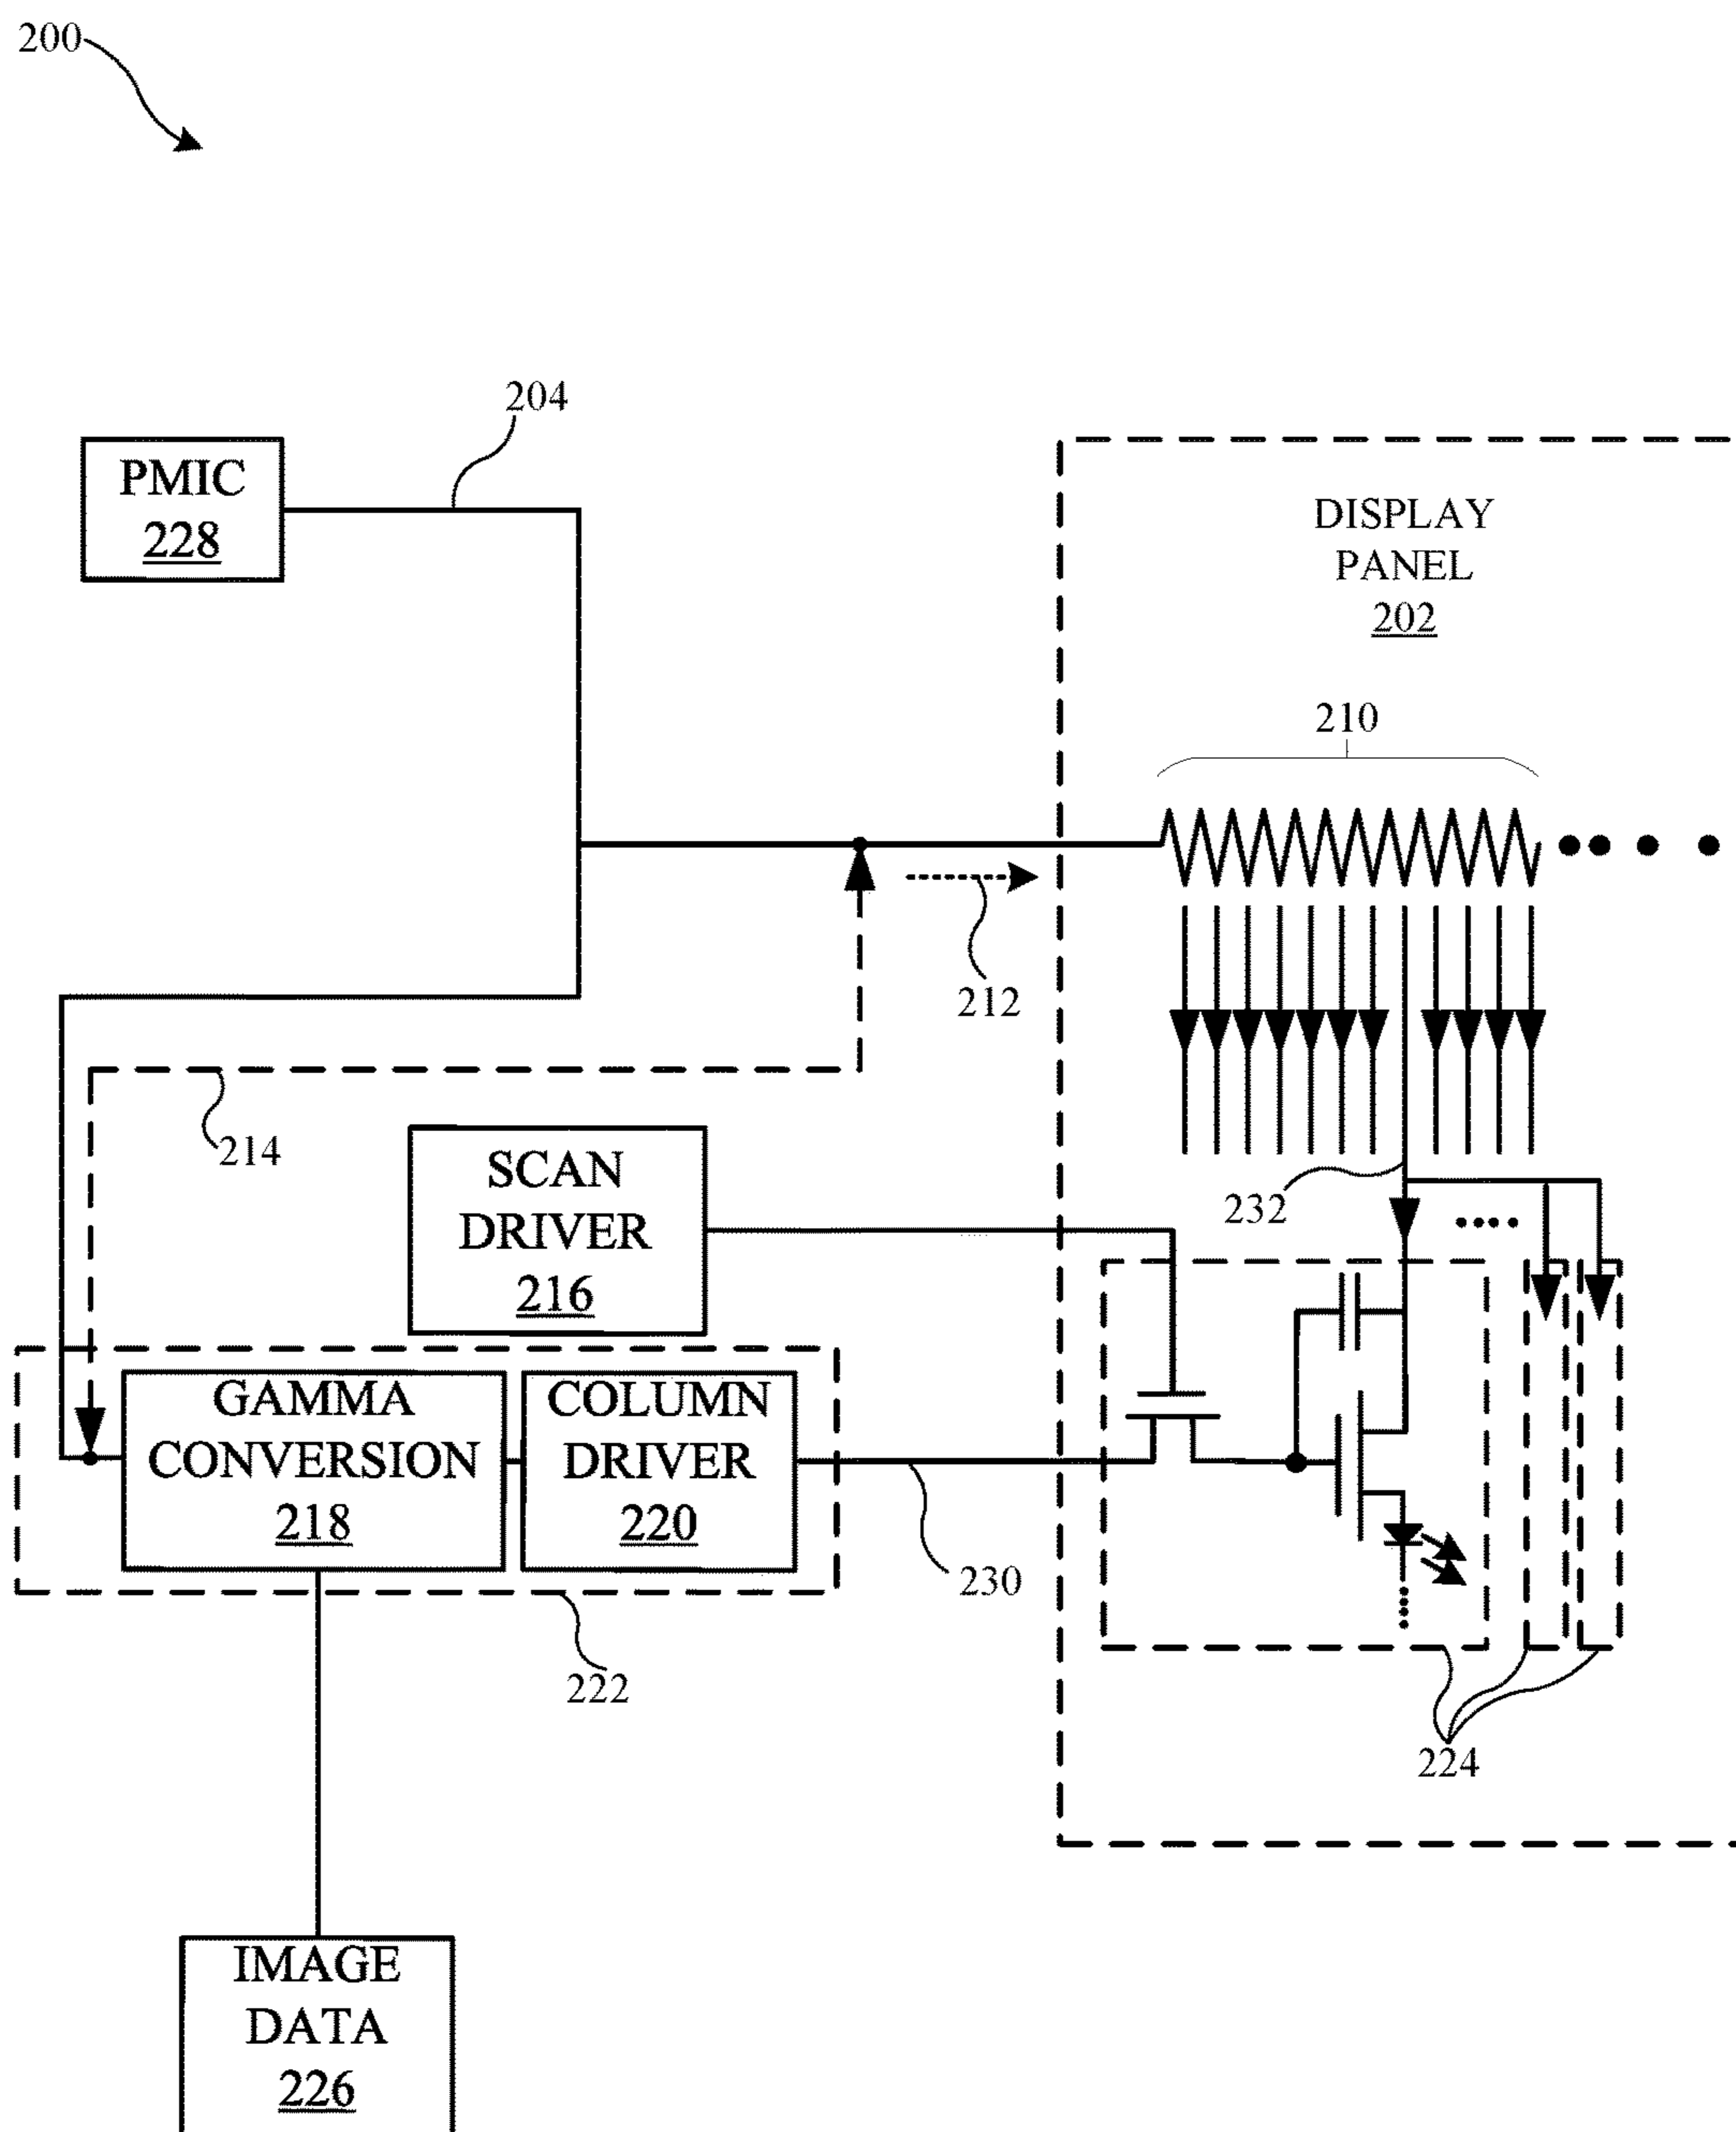 200
204
PMIC
228
DISPLAY
PANEL
202
210
212
214
SCAN
DRIVER
216
232
GAMMA
CONVERSION
218
COLUMN
DRIVER
220
230
222
224
IMAGE
DATA
226